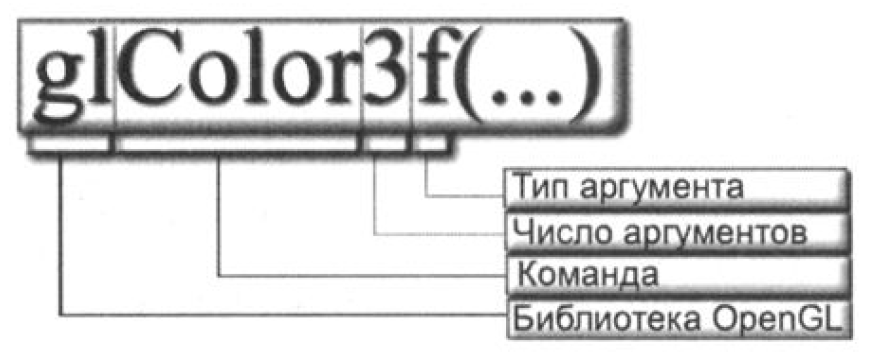 glColor3f(...)
Тип аргумента
Число аргументов
Команда
Библиотека OpenGL